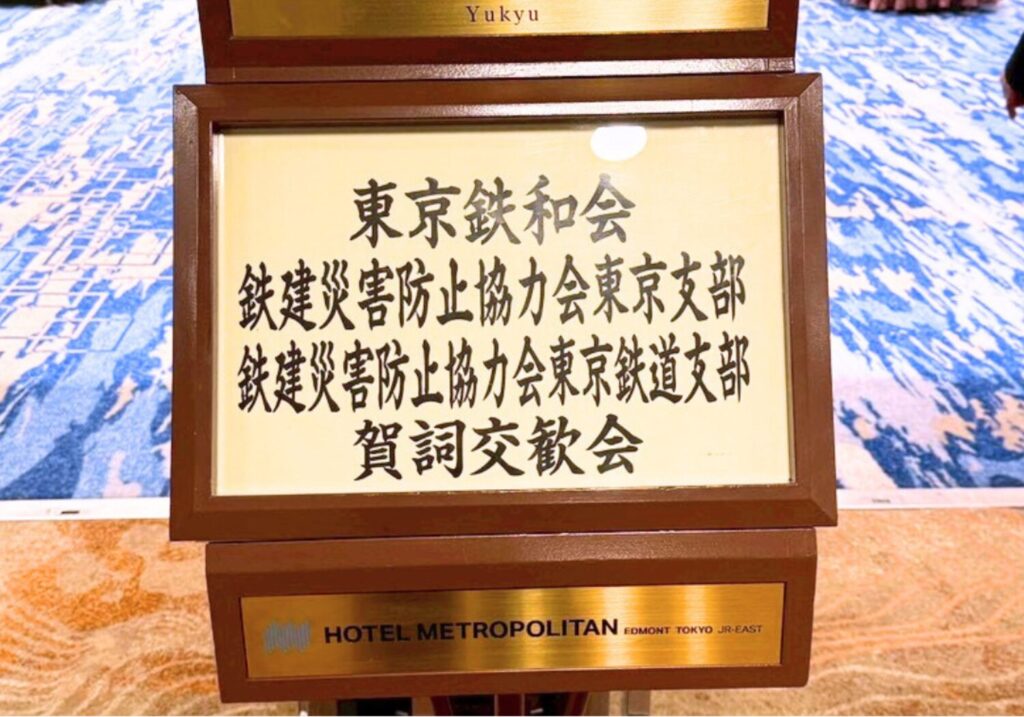 Yukyu
東京鉄和会
鉄建災害防止協力会東京支部
鉄建災害防止協力会東京鉄道支部
賀詞交歓会
HOTEL METROPOLITAN EDMONT TOKYO JR-EAST